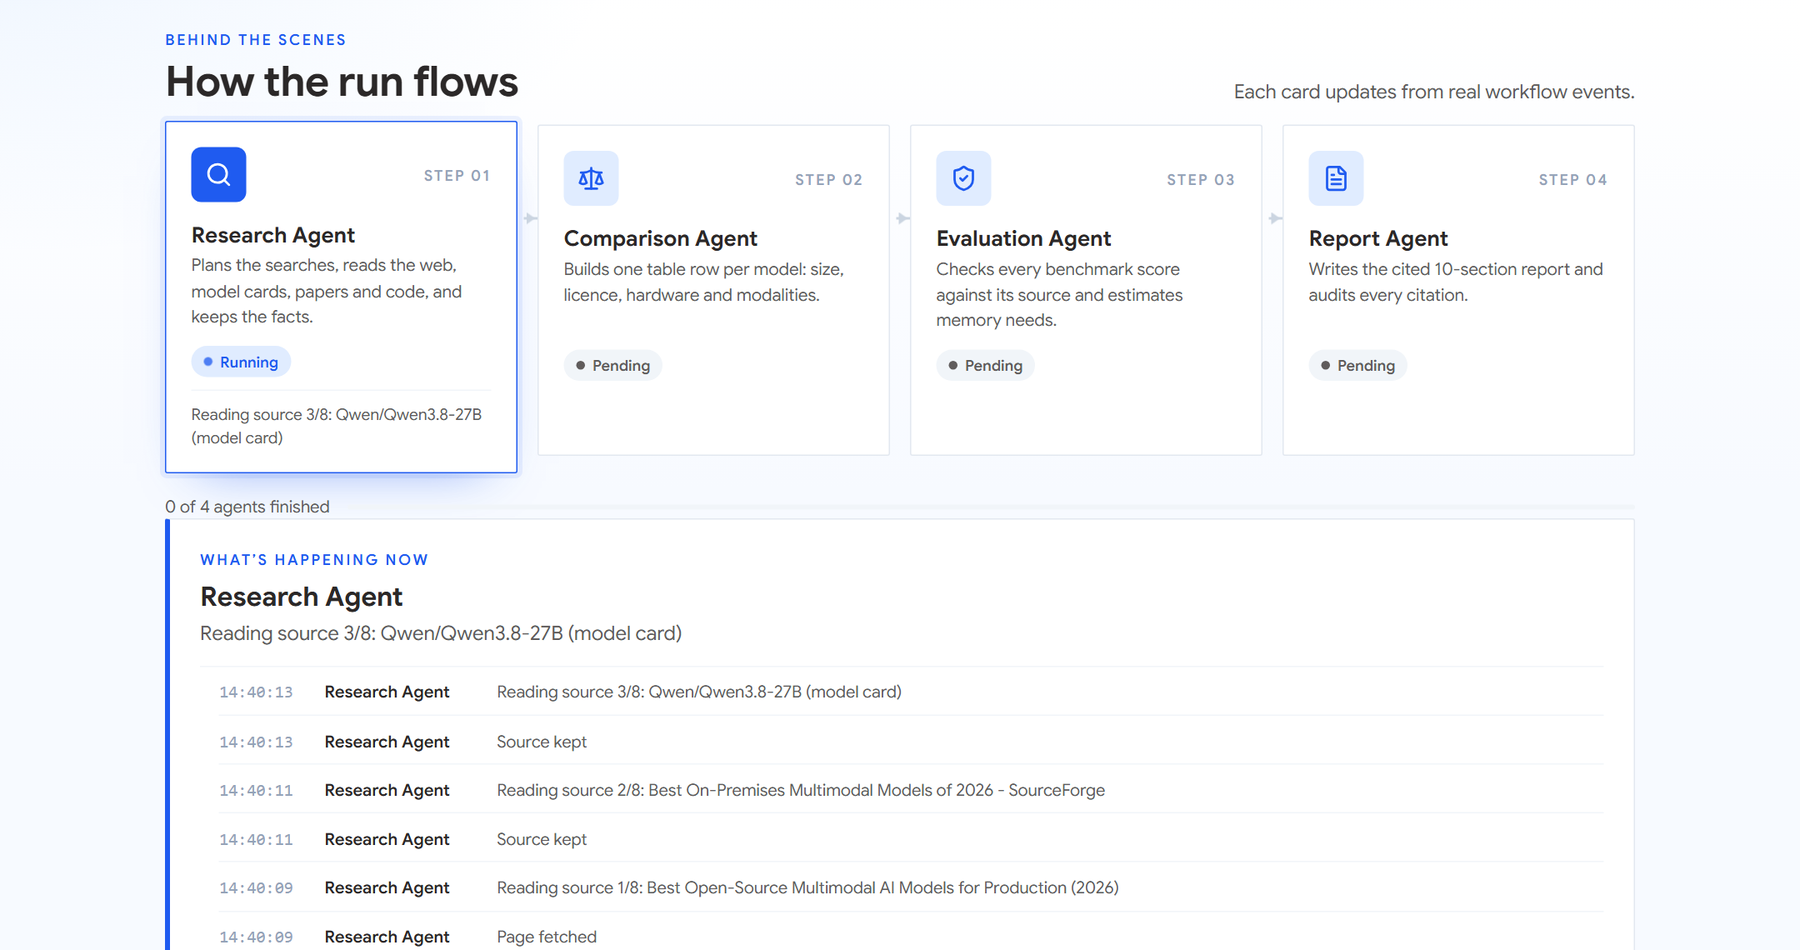 BEHIND THE SCENES
How the run flows
Each card updates from real workflow events.
STEP 01
Research Agent
Plans the searches, reads the web,
model cards, papers and code, and
keeps the facts.
Running
Reading source 3/8: Qwen/Qwen3.8-27B
(model card)
STEP 02
Comparison Agent
Builds one table row per model: size,
licence, hardware and modalities.
Pending
STEP 03
Evaluation Agent
Checks every benchmark score
against its source and estimates
memory needs.
Pending
STEP 04
Report Agent
Writes the cited 10-section report and
audits every citation.
Pending
0 of 4 agents finished
WHAT'S HAPPENING NOW
Research Agent
Reading source 3/8: Qwen/Qwen3.8-27B (model card)
14:40:13 Research Agent Reading source 3/8: Qwen/Qwen3.8-27B (model card)
14:40:13 Research Agent Source kept
14:40:11 Research Agent Reading source 2/8: Best On-Premises Multimodal Models of 2026 - SourceForge
14:40:11 Research Agent Source kept
14:40:09 Research Agent Reading source 1/8: Best Open-Source Multimodal AI Models for Production (2026)
14:40:09 Research Agent Page fetched